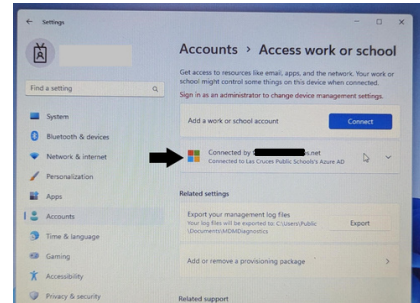 Settings
Accounts > Access work or school
Get access to resources like email, apps, and the network. Your work or
school might control some things on this device when connected.
Sign in as an administrator to change device management settings.
Find a setting
Add a work or school account
Connect
Connected by
s.net
Connected to Las Cruces Public Schools's Azure AD
System
Bluetooth & devices
Network & internet
Personalization
Apps
Accounts
Time & language
Gaming
Accessibility
Privacy & security
Related settings
Export your management log files
Your log files will be exported to: C:\Users\Public
\Documents\MDMDiagnostics
Export
Add or remove a provisioning package
Related support